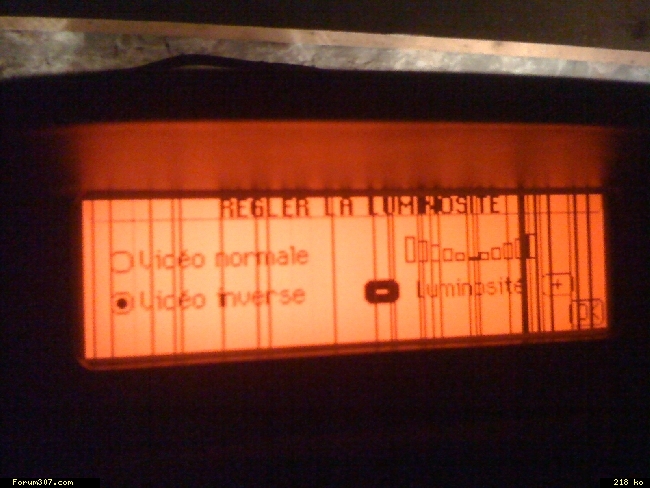 REGLER LA LUMINOSITE
Vidéo normale
Vidéo inverse
- luminosité +
OK
Forum307.com
218 ko